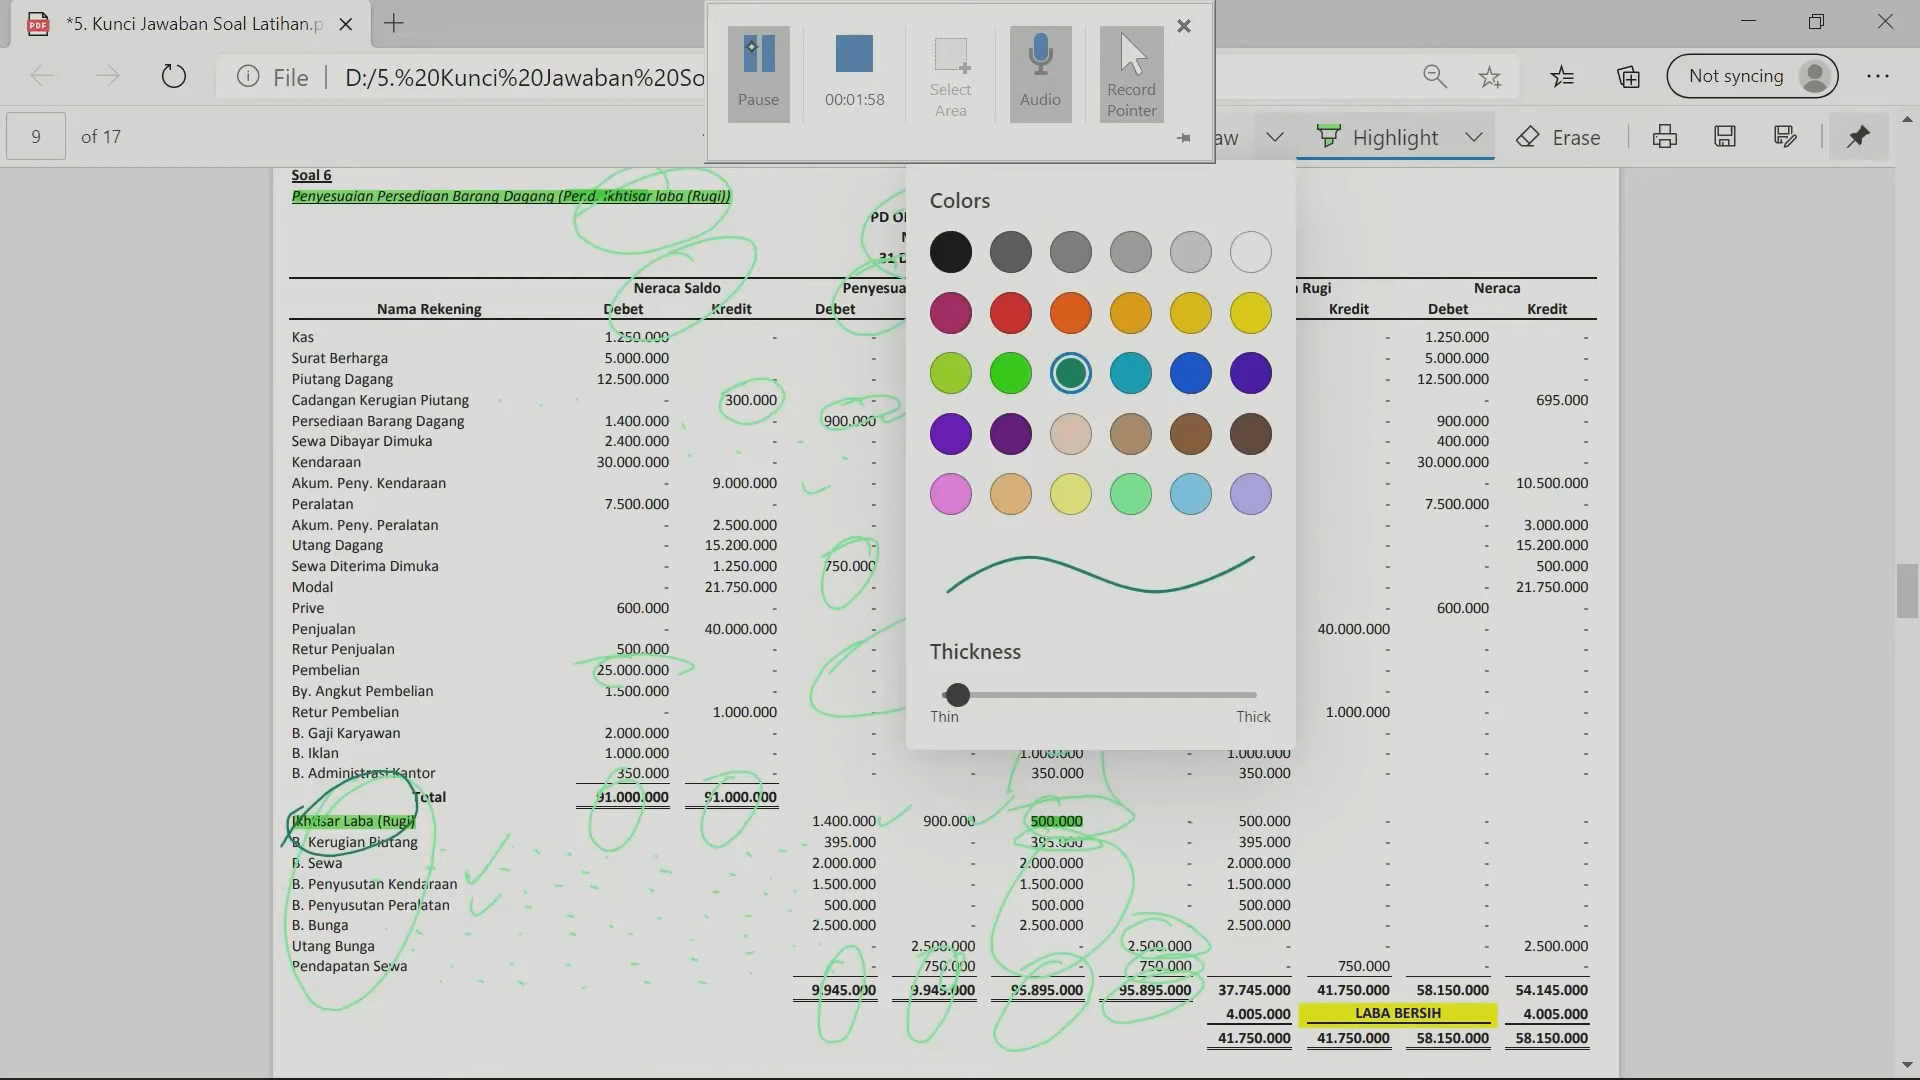 *5. Kunci Jawaban Soal Latihan.p
File
D:/5.%20Kunci%20Jawaban%20So
Not syncing
Pause
00:01:58
Select Area
Audio
Record Pointer
9 of 17
aw
Highlight
Erase
Soal 6
Penyesuaian Persediaan Barang Dagang (Pend. Ikhtisar laba (Rugi))
PD O
31 D
Neraca Saldo Penyesua Rugi Neraca
Nama Rekening Debet Kredit Debet Kredit Debet Kredit
Kas 1.250.000 - - - 1.250.000 -
Surat Berharga 5.000.000 - - - 5.000.000 -
Piutang Dagang 12.500.000 - - - 12.500.000 -
Cadangan Kerugian Piutang - 300.000 - - - 695.000
Persediaan Barang Dagang 1.400.000 - 900.000 - 900.000 -
Sewa Dibayar Dimuka 2.400.000 - - - 400.000 -
Kendaraan 30.000.000 - - - 30.000.000 -
Akum. Peny. Kendaraan - 9.000.000 - - - 10.500.000
Peralatan 7.500.000 - - - 7.500.000 -
Akum. Peny. Peralatan - 2.500.000 - - - 3.000.000
Utang Dagang - 15.200.000 - - - 15.200.000
Sewa Diterima Dimuka - 1.250.000 750.000 - - 500.000
Modal - 21.750.000 - - - 21.750.000
Prive 600.000 - - - 600.000 -
Penjualan - 40.000.000 - 40.000.000 - -
Retur Penjualan 500.000 - - - - -
Pembelian 25.000.000 - - - - -
By. Angkut Pembelian 1.500.000 - - - - -
Retur Pembelian - 1.000.000 - 1.000.000 - -
B. Gaji Karyawan 2.000.000 - - - - -
B. Iklan 1.000.000 - - - 1.000.000 - 1.000.000 - - -
B. Administrasi Kantor 350.000 - - - 350.000 - 350.000 - - -
Total 91.000.000 91.000.000
Ikhtisar Laba (Rugi) 1.400.000 900.000 500.000 - 500.000 - - -
B. Kerugian Piutang 395.000 395.000 - 395.000 - - -
B. Sewa 2.000.000 2.000.000 - 2.000.000 - - -
B. Penyusutan Kendaraan 1.500.000 1.500.000 - 1.500.000 - - -
B. Penyusutan Peralatan 500.000 500.000 - 500.000 - - -
B. Bunga 2.500.000 2.500.000 - 2.500.000 - - -
Utang Bunga - 2.500.000 - 2.500.000 - - - 2.500.000
Pendapatan Sewa - 750.000 - 750.000 - 750.000 - -
9.945.000 9.945.000 95.895.000 95.895.000 37.745.000 41.750.000 58.150.000 54.145.000
4.005.000 LABA BERSIH 4.005.000
41.750.000 41.750.000 58.150.000 58.150.000
Colors
Thickness
Thin Thick